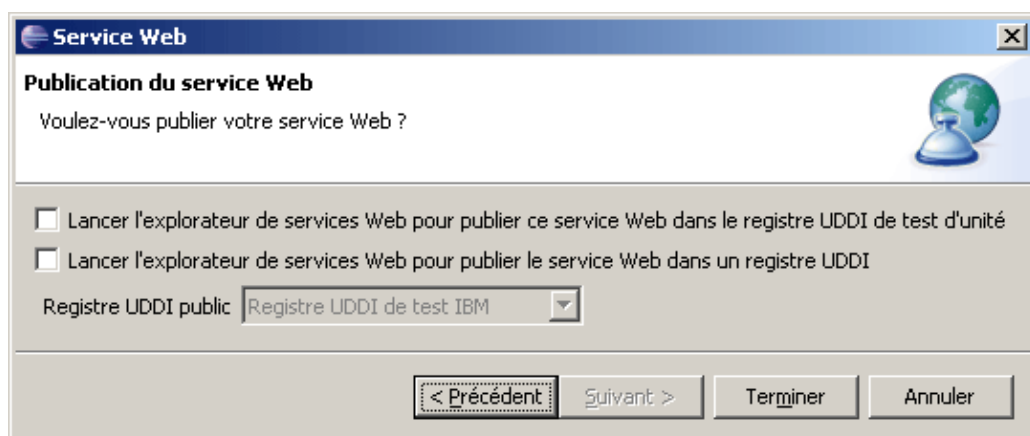 Service Web
Publication du service Web
Voulez-vous publier votre service Web ?
Lancer l'explorateur de services Web pour publier ce service Web dans le registre UDDI de test d'unité
Lancer l'explorateur de services Web pour publier le service Web dans un registre UDDI
Registre UDDI public Registre UDDI de test IBM
< Précédent Suivant > Terminer Annuler